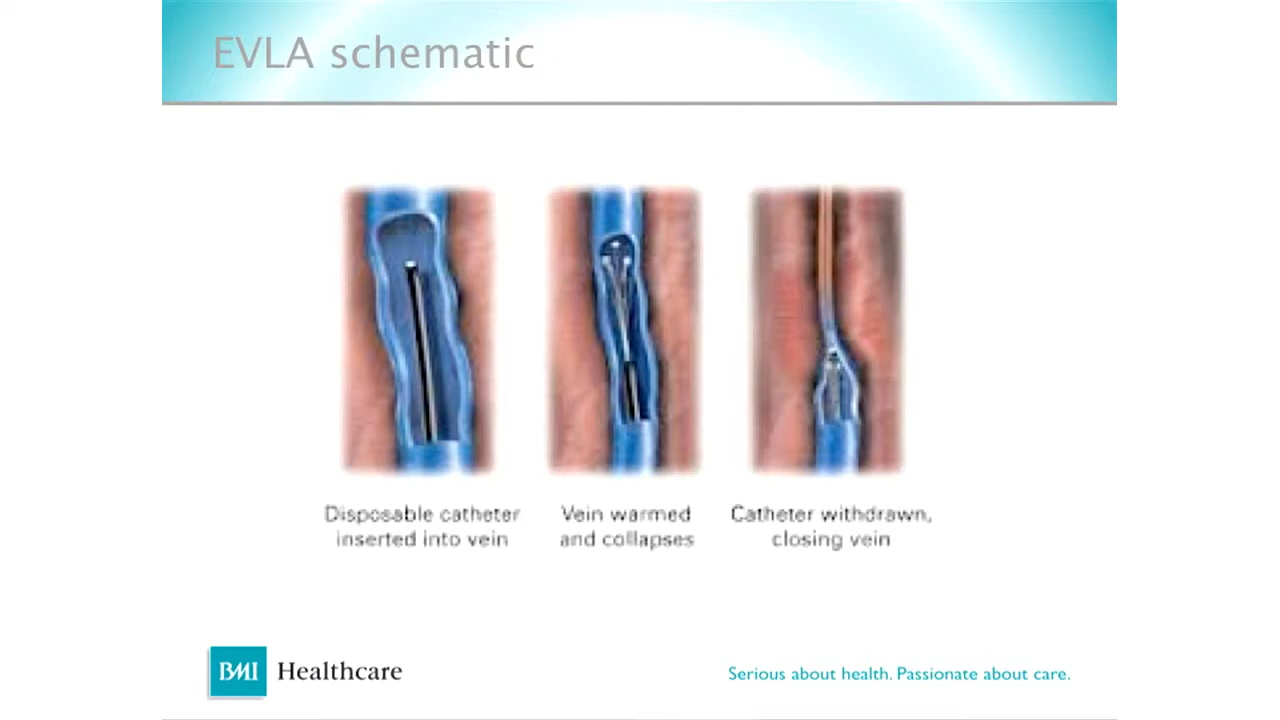 EVLA schematic
Disposable catheter
inserted into vein
Vein warmed
and collapses
Catheter withdrawn,
closing vein
BMI Healthcare
Serious about health. Passionate about care.